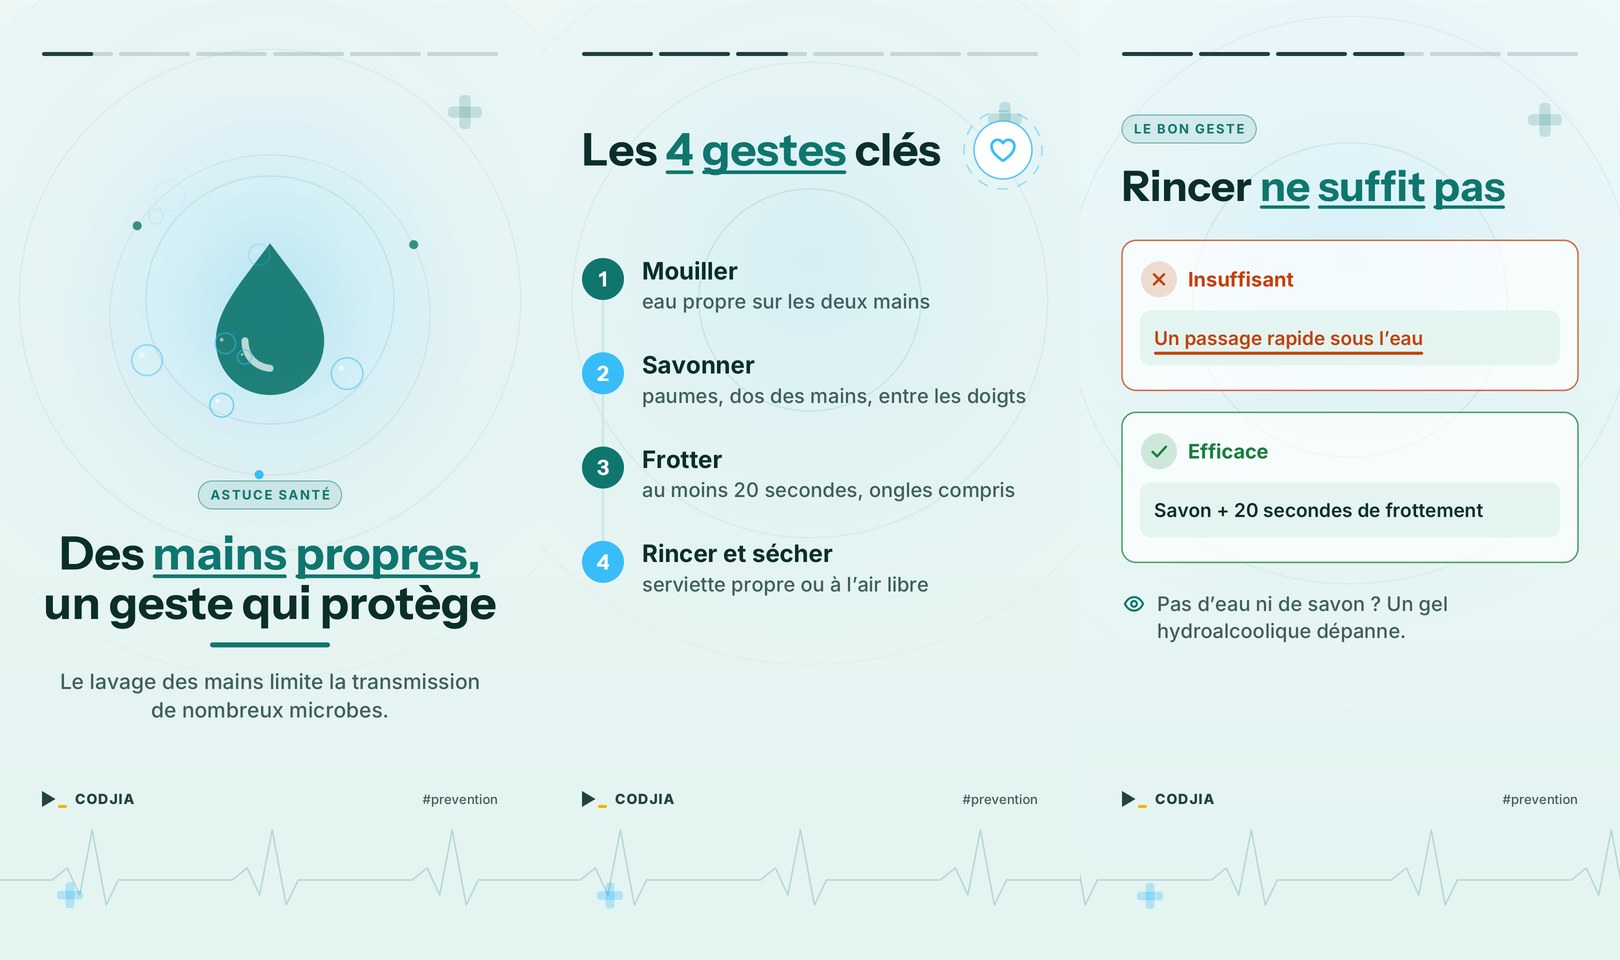 ASTUCE SANTÉ
Des mains propres,
un geste qui protège
Le lavage des mains limite la transmission
de nombreux microbes.
CODJIA
#prevention
Les 4 gestes clés
1
Mouiller
eau propre sur les deux mains
2
Savonner
paumes, dos des mains, entre les doigts
3
Frotter
au moins 20 secondes, ongles compris
4
Rincer et sécher
serviette propre ou à l’air libre
CODJIA
#prevention
LE BON GESTE
Rincer ne suffit pas
Insuffisant
Un passage rapide sous l’eau
Efficace
Savon + 20 secondes de frottement
Pas d’eau ni de savon ? Un gel
hydroalcoolique dépanne.
CODJIA
#prevention